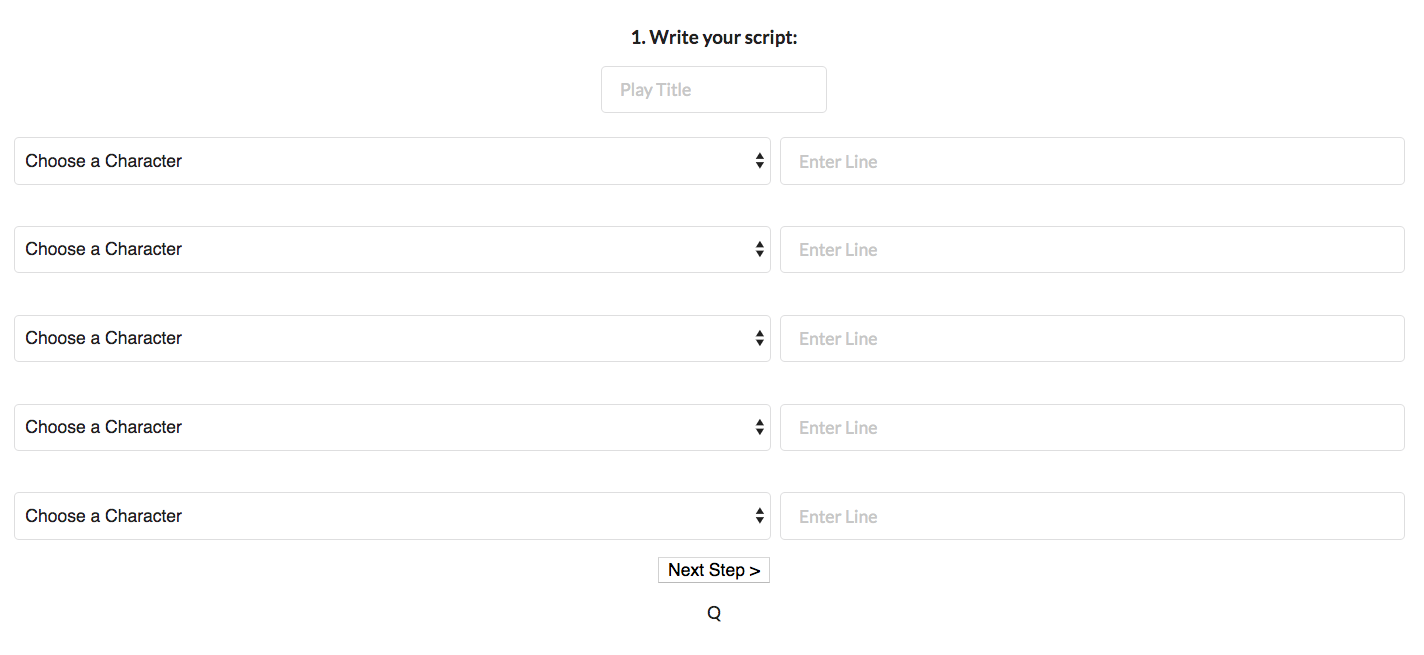 1. Write your script:
Play Title
Choose a Character Enter Line
Choose a Character Enter Line
Choose a Character Enter Line
Choose a Character Enter Line
Choose a Character Enter Line
Next Step >
Q